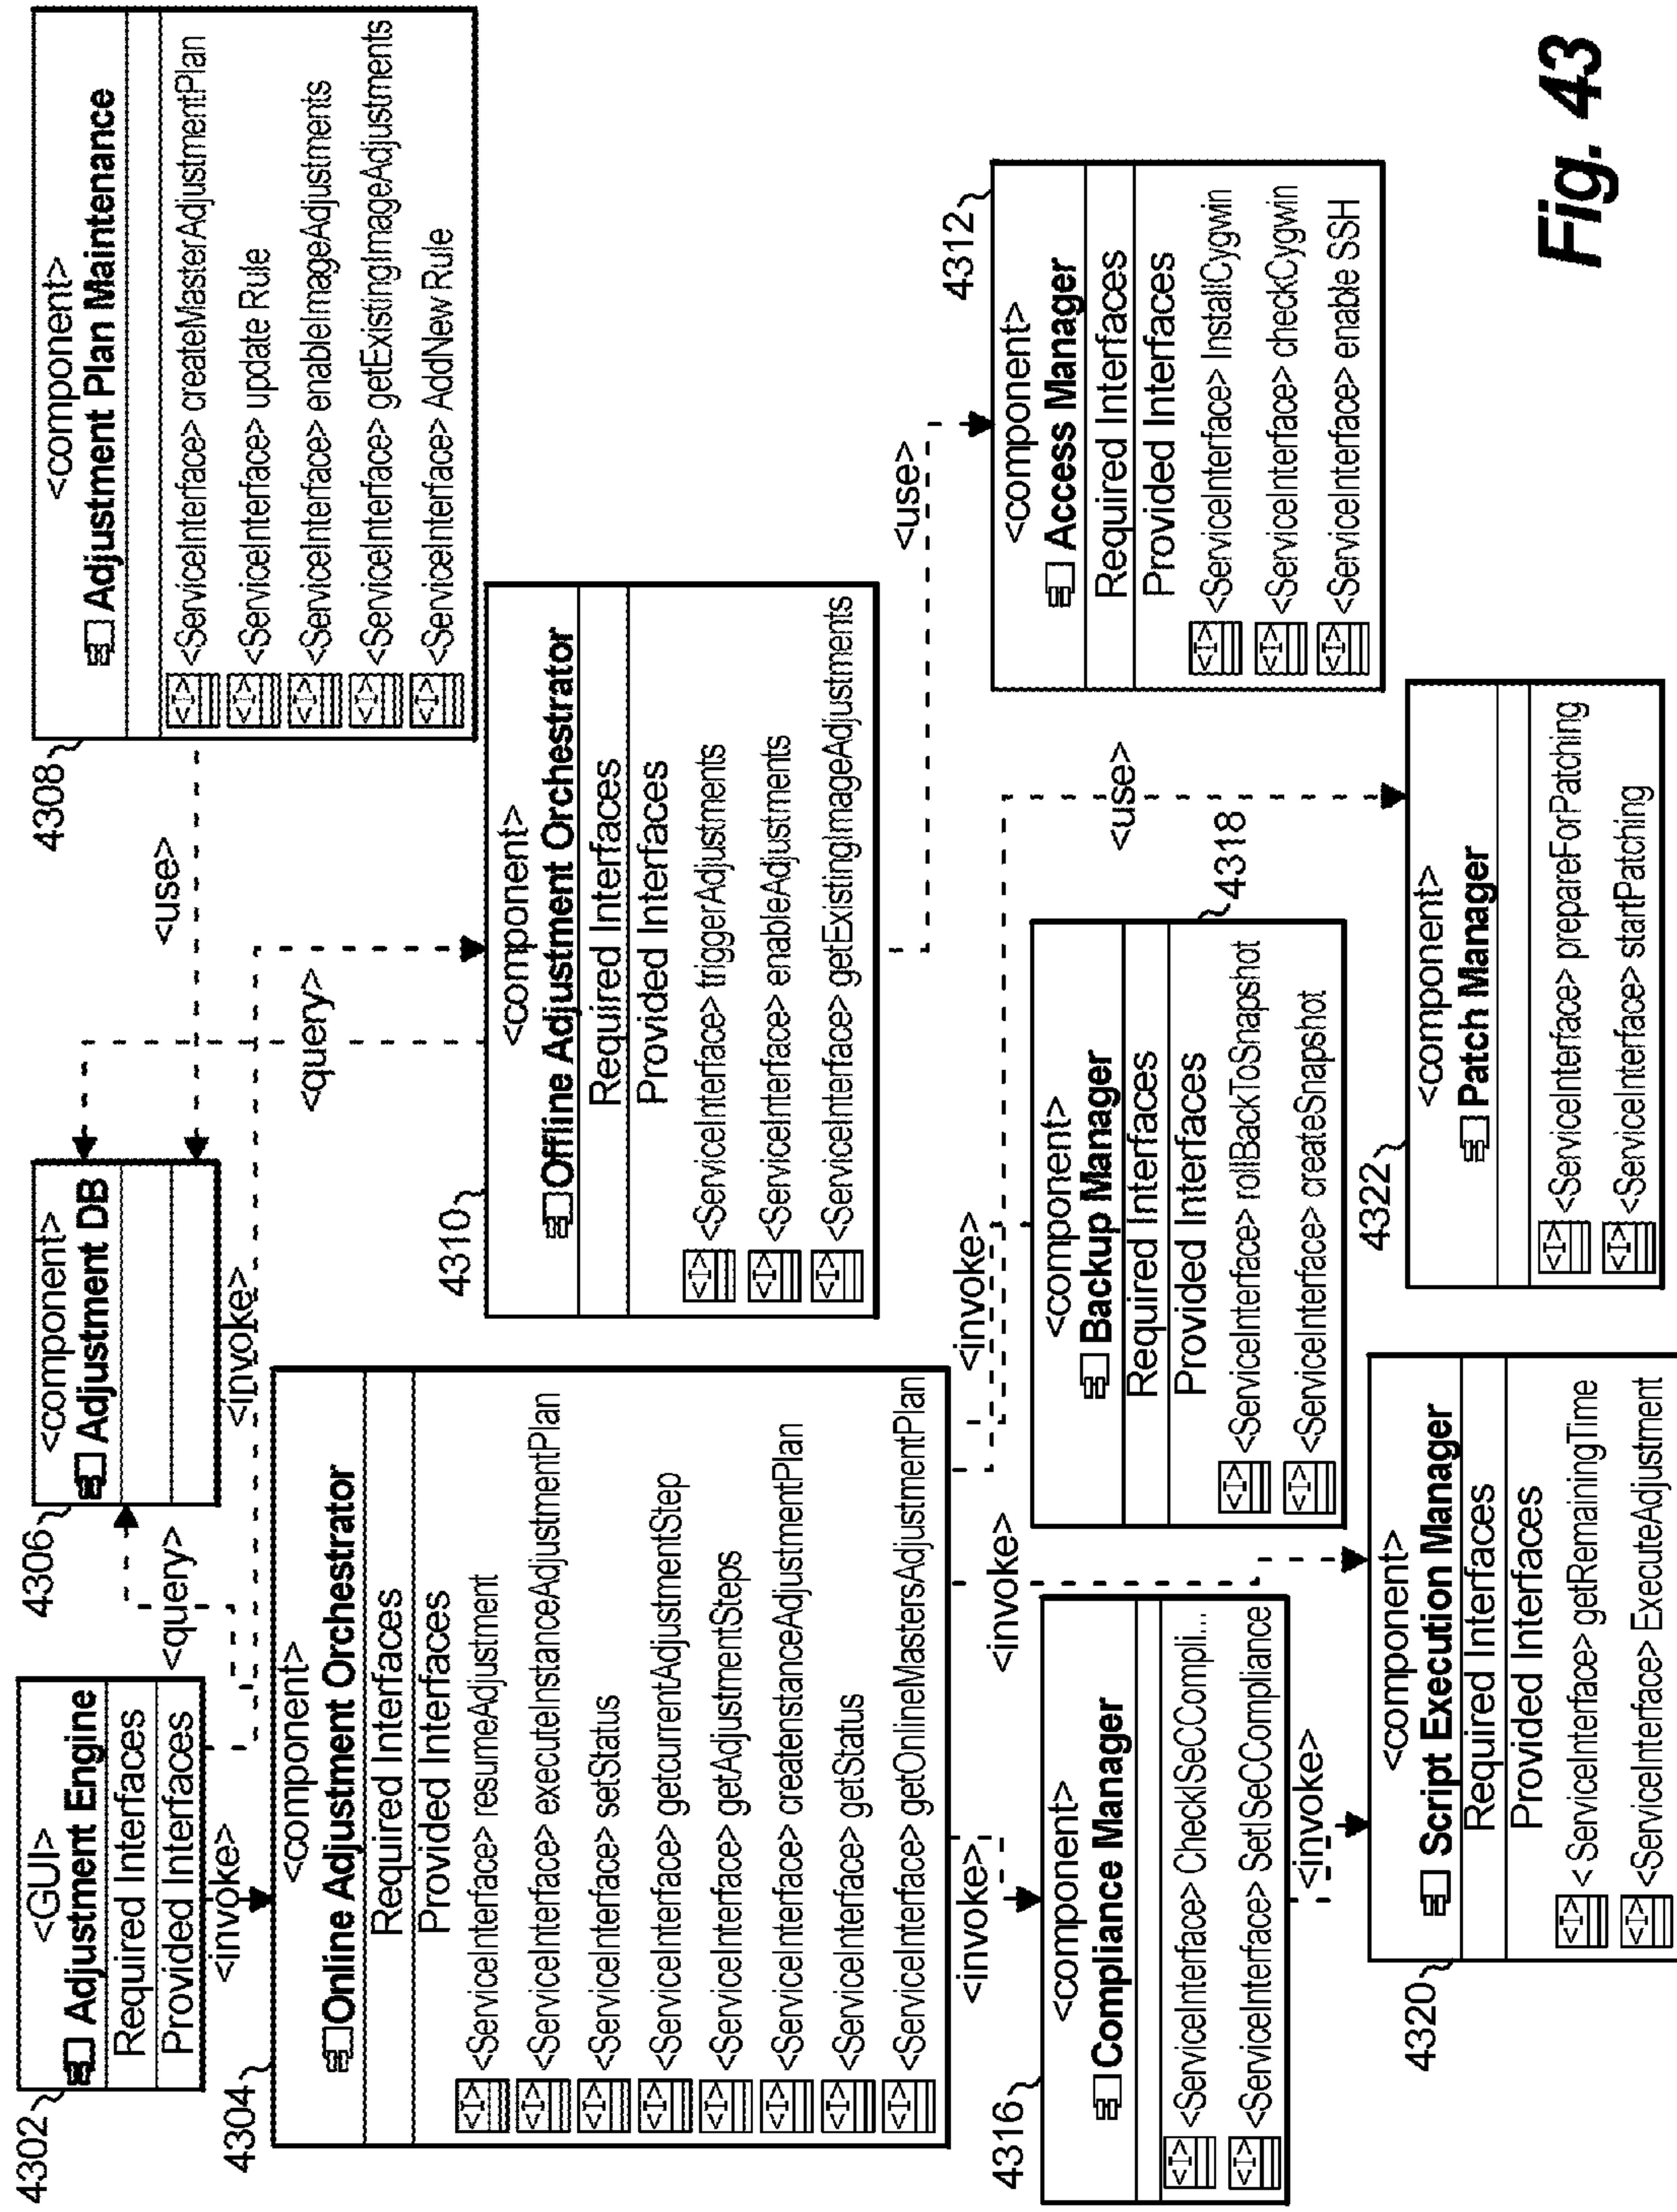 4302
<GUI>
Adjustment Engine
Required Interfaces
Provided Interfaces
<invoke>
<query>
4306
<component>
Adjustment DB
<invoke>
<use>
4308
<component>
Adjustment Plan Maintenance
<I> <ServiceInterface> createMasterAdjustmentPlan
<I> <ServiceInterface> update Rule
<I> <ServiceInterface> enableImageAdjustments
<I> <ServiceInterface> getExistingImageAdjustments
<I> <ServiceInterface> AddNew Rule
4304
<component>
Online Adjustment Orchestrator
Required Interfaces
Provided Interfaces
<I> <ServiceInterface> resumeAdjustment
<I> <ServiceInterface> executeInstanceAdjustmentPlan
<I> <ServiceInterface> setStatus
<I> <ServiceInterface> getcurrentAdjustmentStep
<I> <ServiceInterface> getAdjustmentSteps
<I> <ServiceInterface> createnstanceAdjustmentPlan
<I> <ServiceInterface> getStatus
<I> <ServiceInterface> getOnlineMastersAdjustmentPlan
<query>
4310
<component>
Offline Adjustment Orchestrator
Required Interfaces
Provided Interfaces
<I> <ServiceInterface> triggerAdjustments
<I> <ServiceInterface> enableAdjustments
<I> <ServiceInterface> getExistingImageAdjustments
<use>
<invoke>
<invoke>
<invoke>
<use>
4316
<component>
Compliance Manager
<I> <ServiceInterface> CheckISeCCompli...
<I> <ServiceInterface> SetISeCCompliance
<invoke>
4318
<component>
Backup Manager
Required Interfaces
Provided Interfaces
<I> <ServiceInterface> rollBackToSnapshot
<I> <ServiceInterface> createSnapshot
4312
<component>
Access Manager
Required Interfaces
Provided Interfaces
<I> <ServiceInterface> InstallCygwin
<I> <ServiceInterface> checkCygwin
<I> <ServiceInterface> enable SSH
4320
<component>
Script Execution Manager
Required Interfaces
Provided Interfaces
<I> < ServiceInterface> getRemainingTime
<I> <ServiceInterface> ExecuteAdjustment
4322
<component>
Patch Manager
<I> <ServiceInterface> prepareForPatching
<I> <ServiceInterface> startPatching
Fig. 43